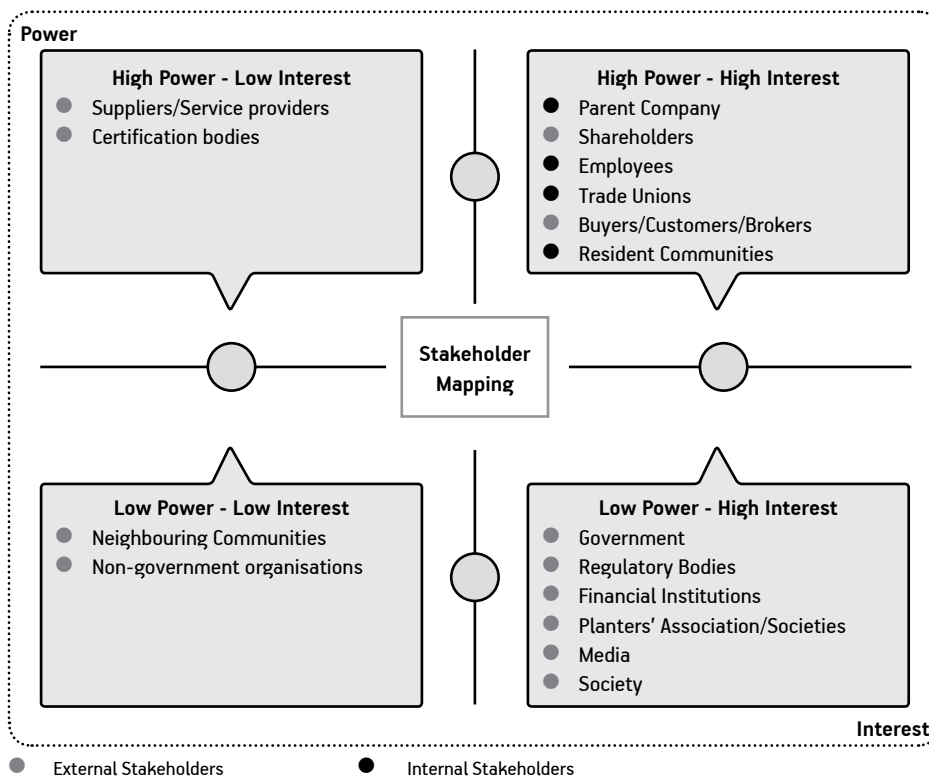 Power
High Power - Low Interest
Suppliers/Service providers
Certification bodies
High Power - High Interest
Parent Company
Shareholders
Employees
Trade Unions
Buyers/Customers/Brokers
Resident Communities
Stakeholder
Mapping
Low Power - Low Interest
Neighbouring Communities
Non-government organisations
Low Power - High Interest
Government
Regulatory Bodies
Financial Institutions
Planters' Association/Societies
Media
Society
Interest
External Stakeholders
Internal Stakeholders